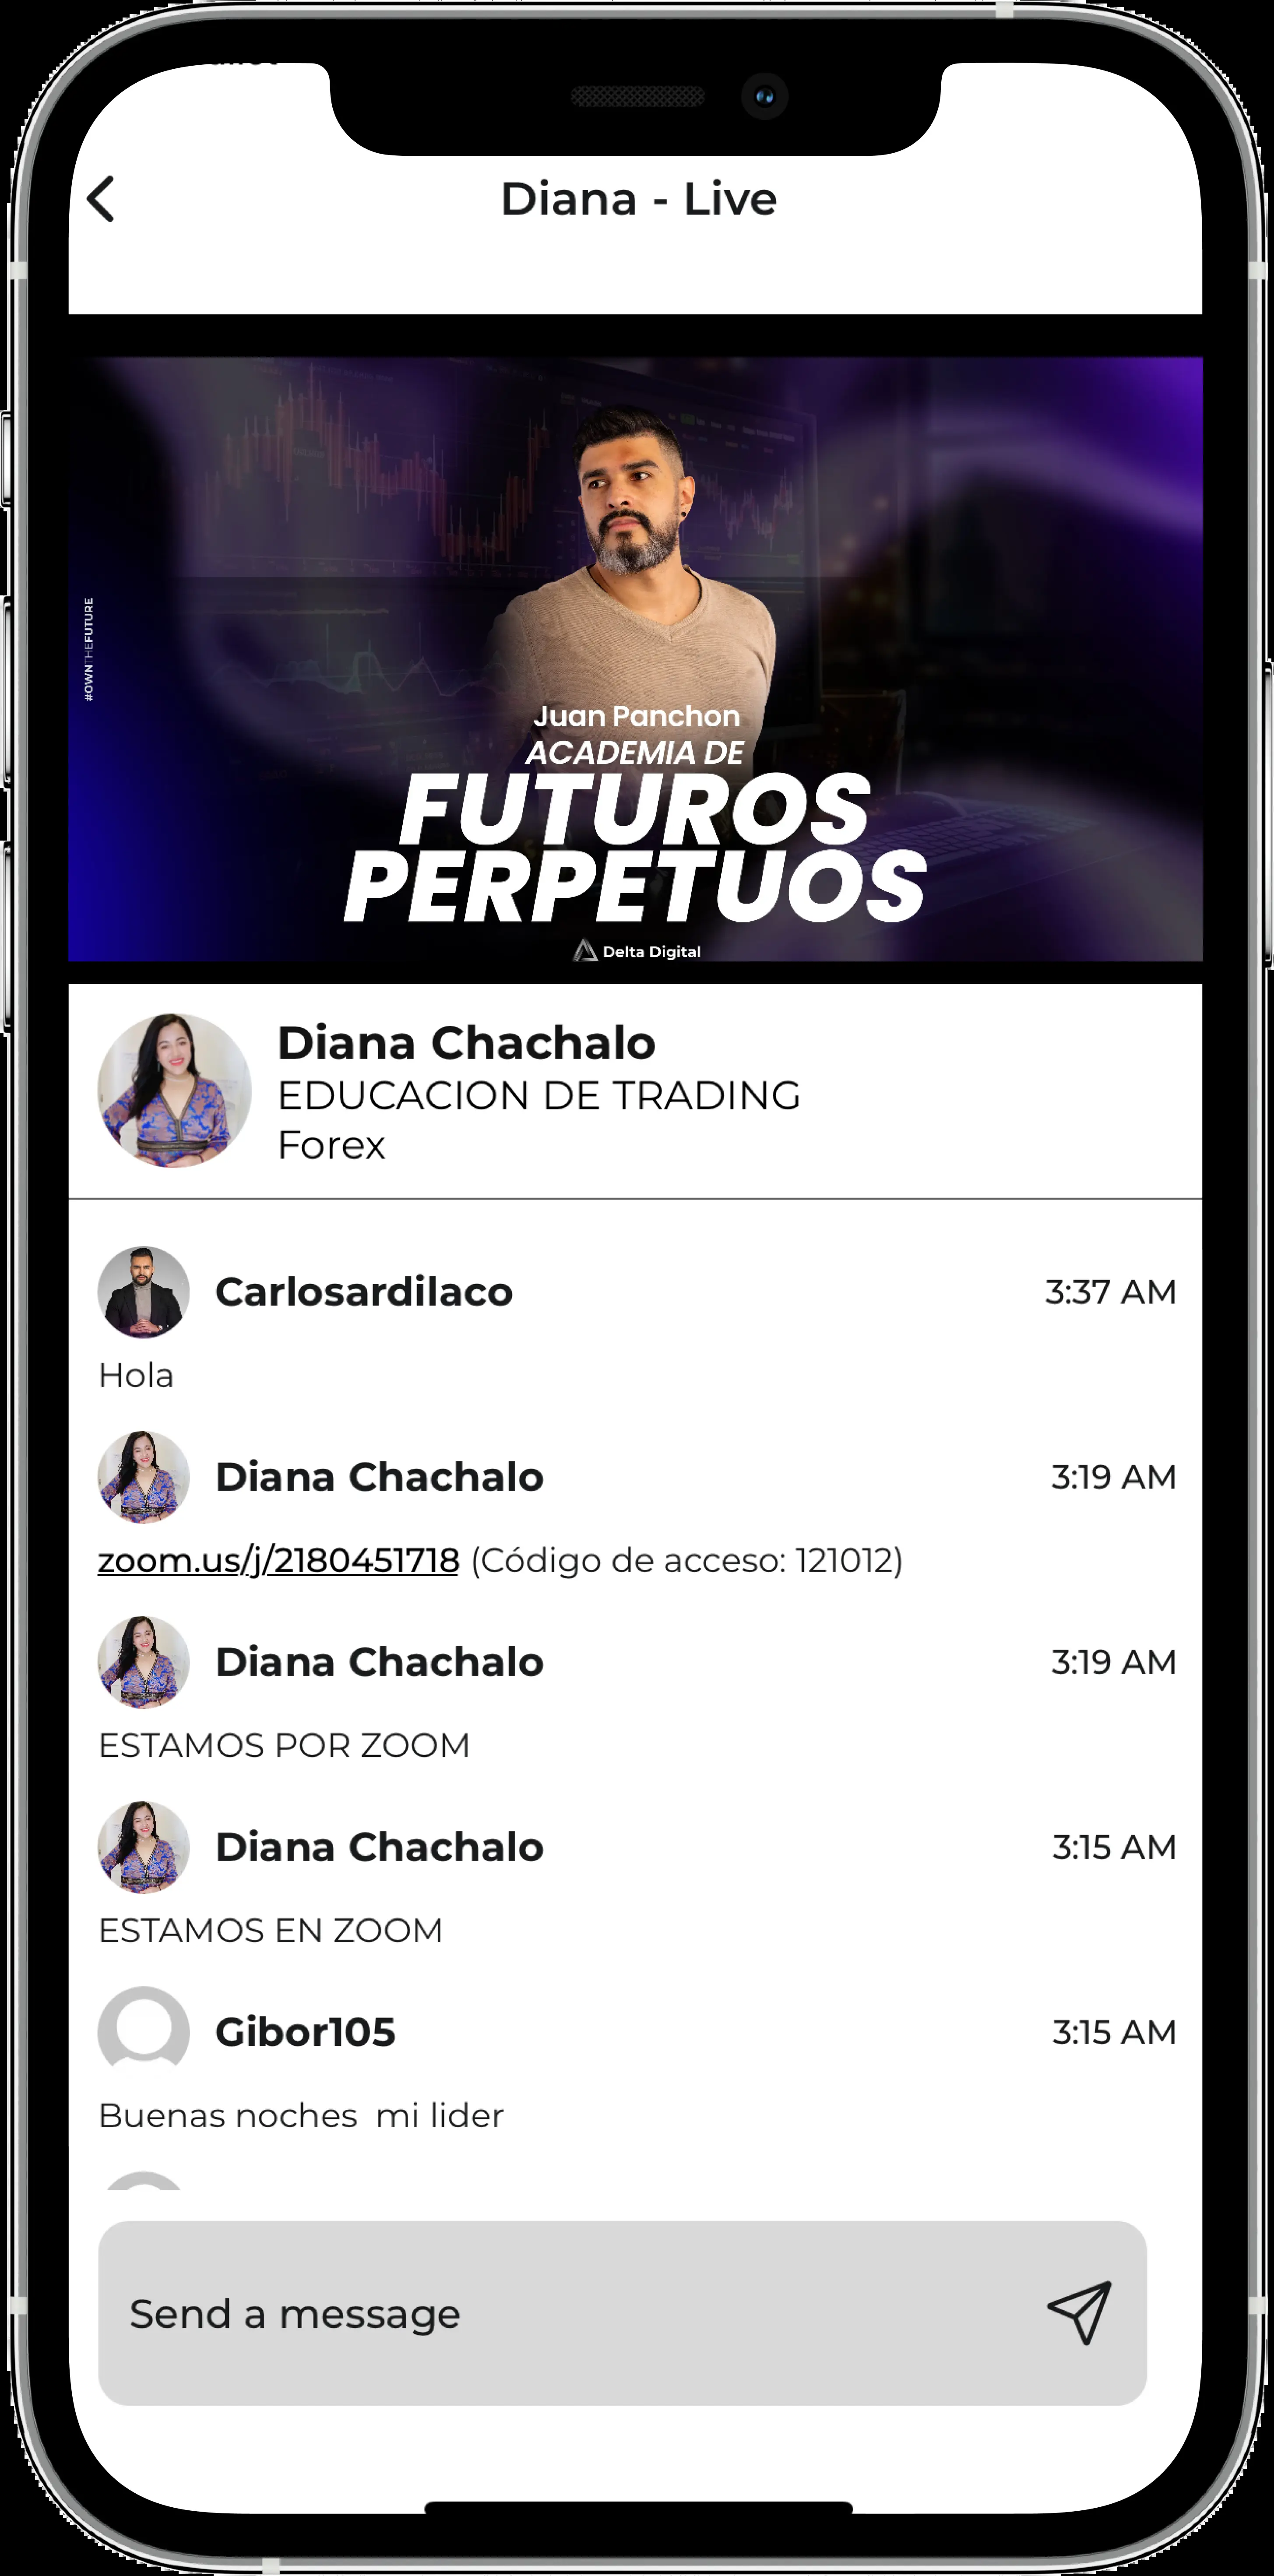 Diana - Live
#OWNTHEFUTURE
Juan Panchon
ACADEMIA DE
FUTUROS
PERPETUOS
Delta Digital
Diana Chachalo
EDUCACION DE TRADING
Forex
Carlosardilaco 3:37 AM
Hola
Diana Chachalo 3:19 AM
zoom.us/j/2180451718 (Código de acceso: 121012)
Diana Chachalo 3:19 AM
ESTAMOS POR ZOOM
Diana Chachalo 3:15 AM
ESTAMOS EN ZOOM
Gibor105 3:15 AM
Buenas noches  mi lider
Send a message